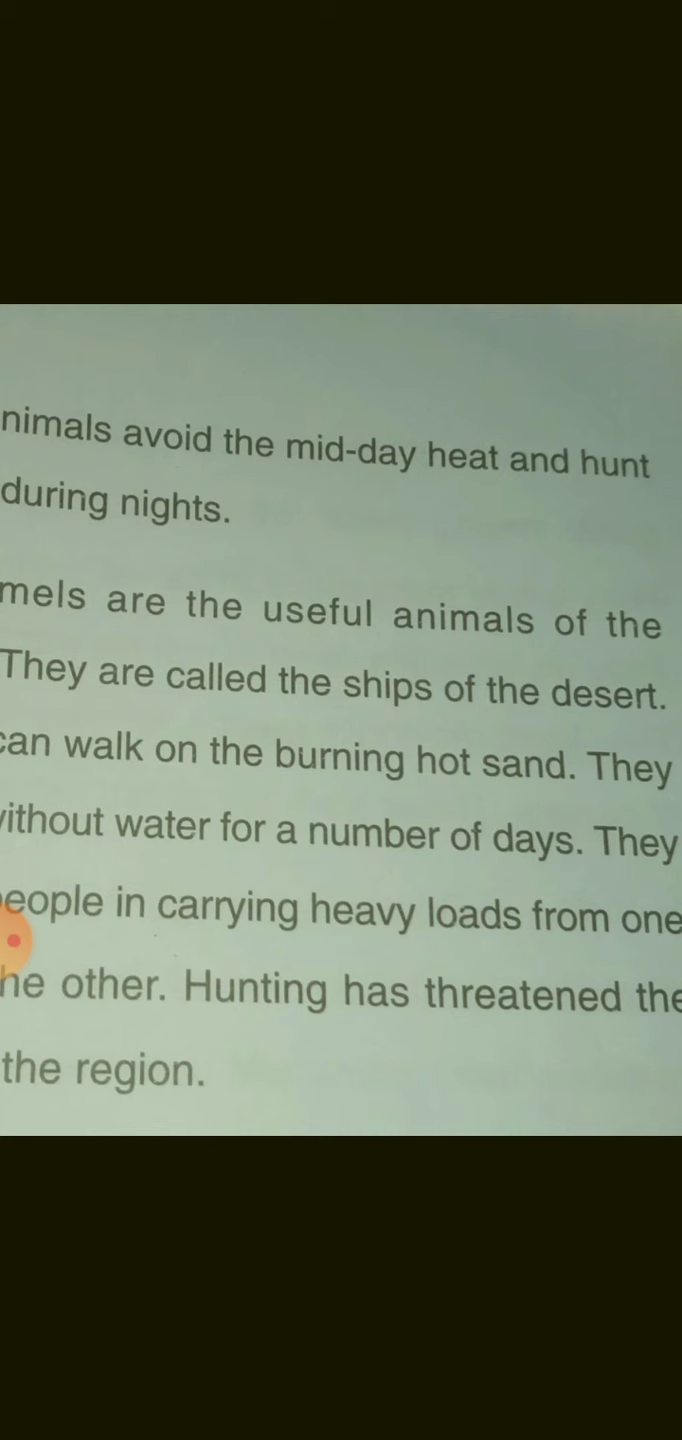 nimals avoid the mid-day heat and hunt
during nights.
mels are the useful animals of the
They are called the ships of the desert.
can walk on the burning hot sand. They
ithout water for a number of days. They
eople in carrying heavy loads from one
he other. Hunting has threatened the
the region.